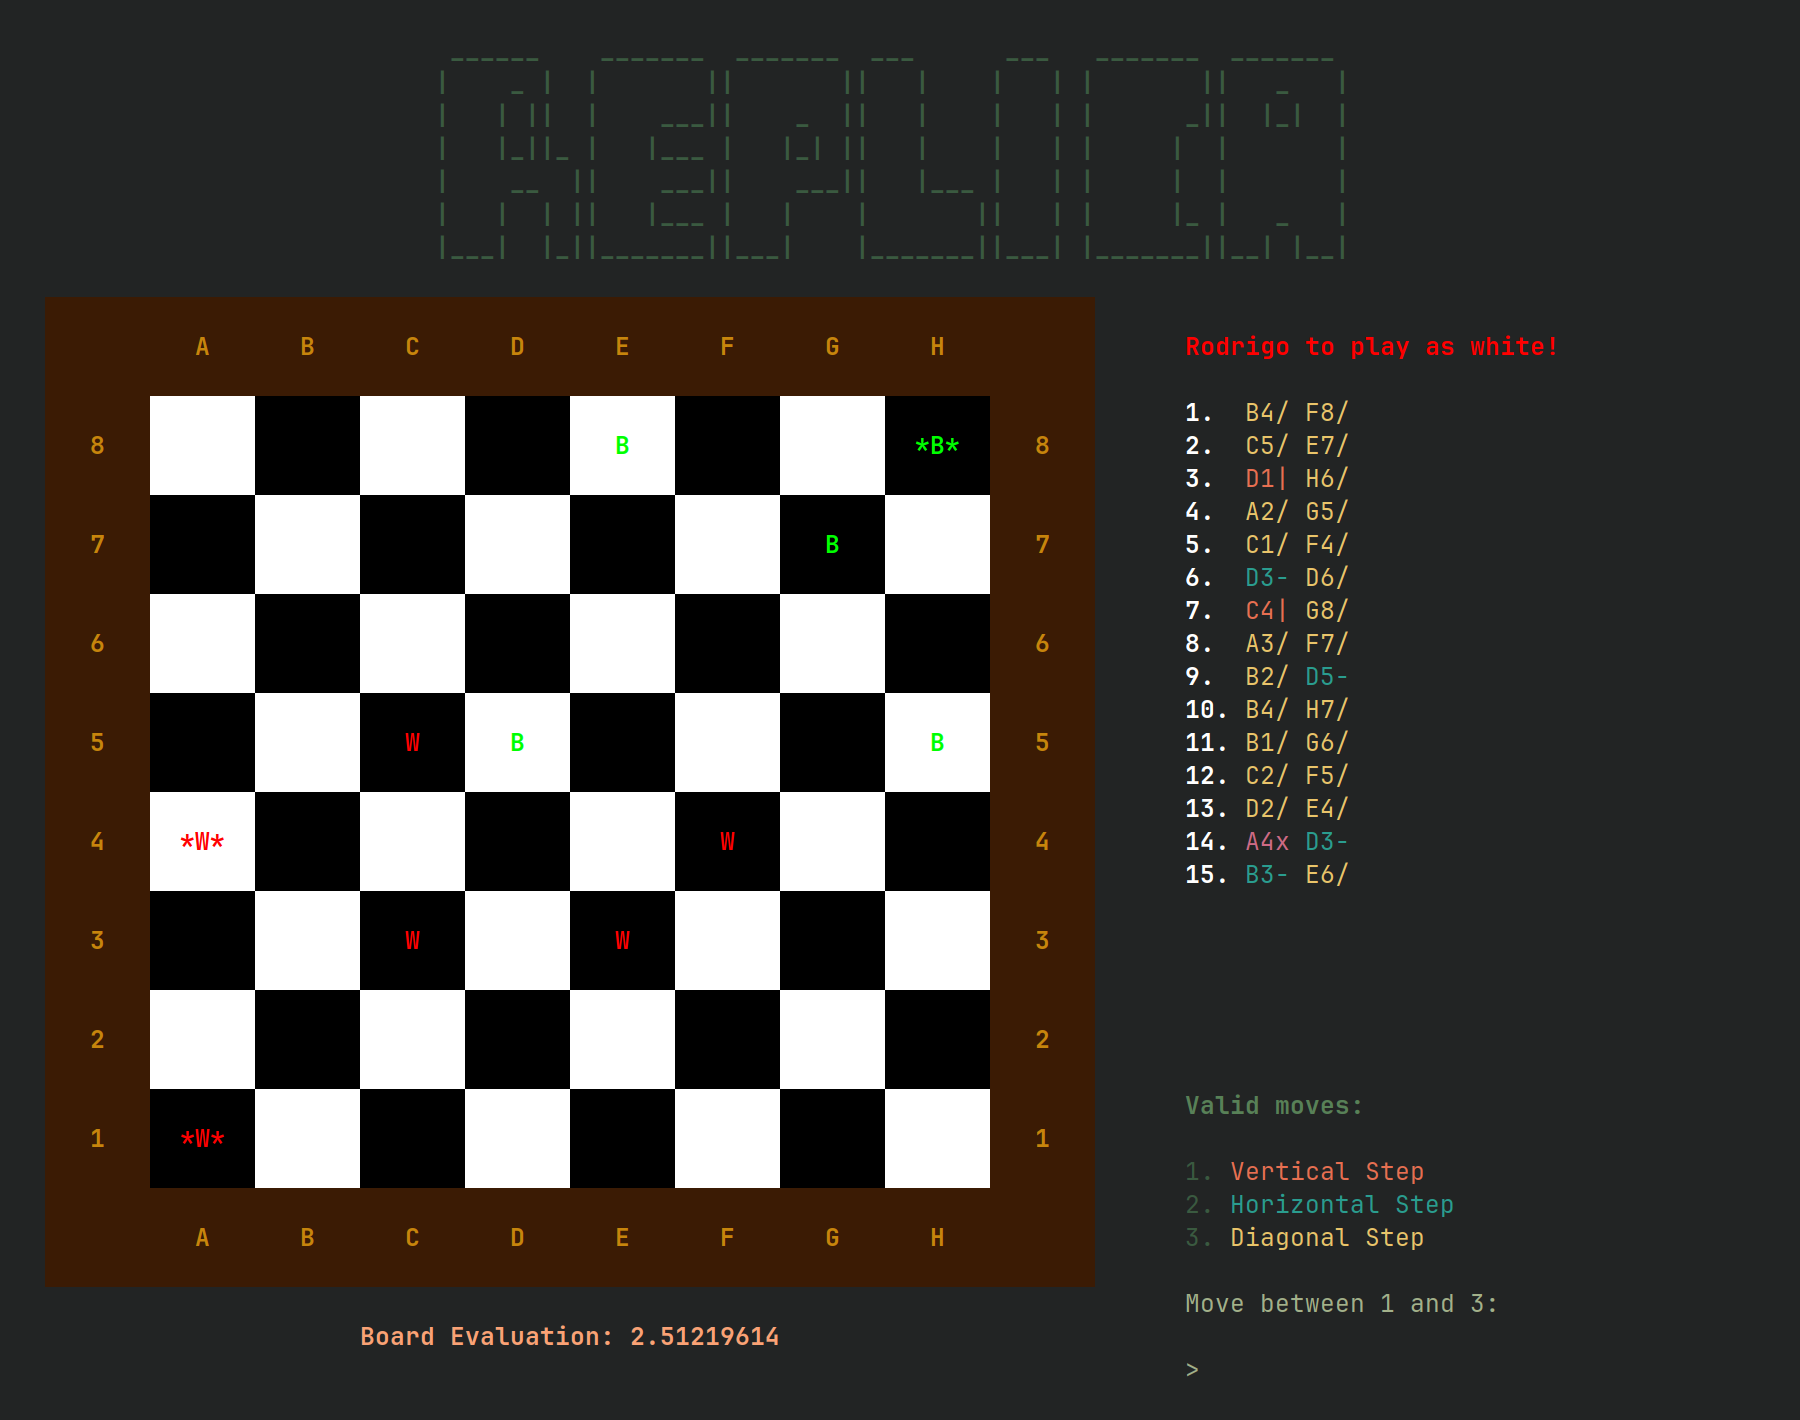 REPLICA
A B C D E F G H
Rodrigo to play as white!
1. B4/ F8/
8 B *B* 8
2. C5/ E7/
3. D1| H6/
4. A2/ G5/
7 B 7
5. C1/ F4/
6. D3- D6/
7. C4| G8/
6 6
8. A3/ F7/
9. B2/ D5-
10. B4/ H7/
5 W B B 5
11. B1/ G6/
12. C2/ F5/
13. D2/ E4/
4 *W* W 4
14. A4x D3-
15. B3- E6/
3 W W 3
2 2
Valid moves:
1 *W* 1
1. Vertical Step
2. Horizontal Step
A B C D E F G H
3. Diagonal Step
Move between 1 and 3:
Board Evaluation: 2.51219614
>